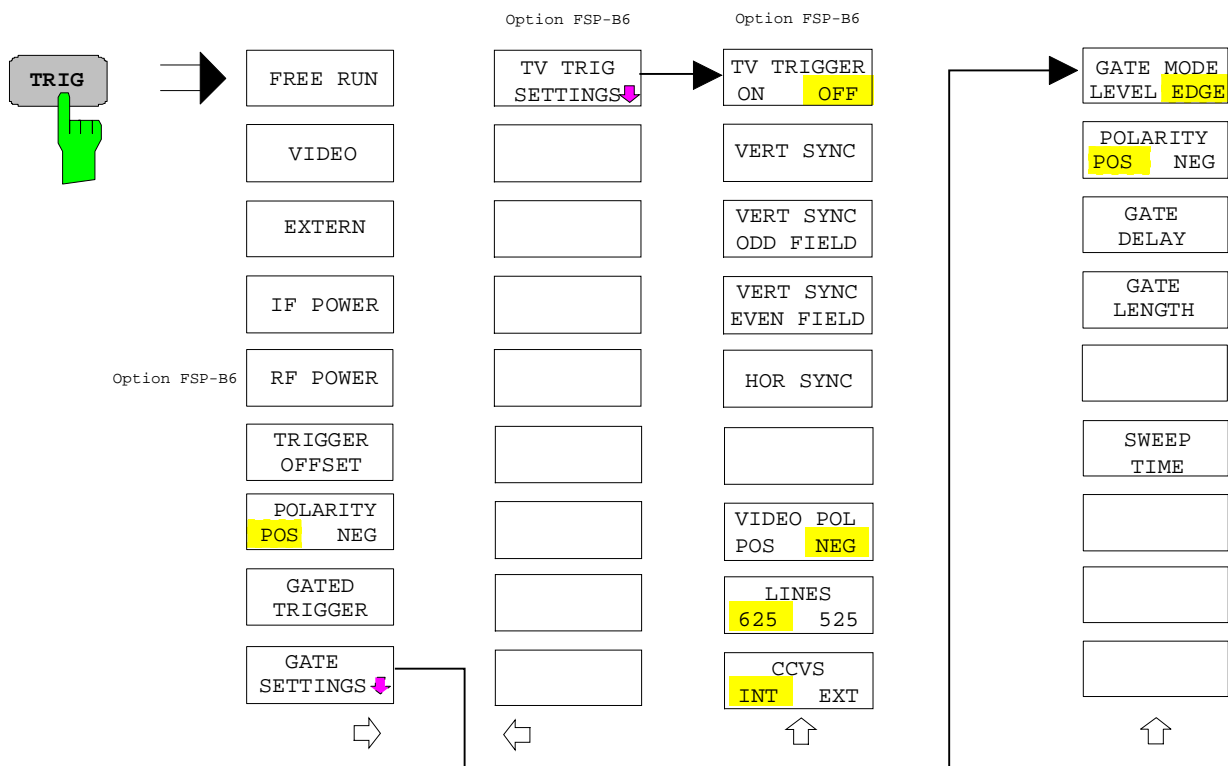 Option FSP-B6
Option FSP-B6
TRIG
FREE RUN
VIDEO
EXTERN
IF POWER
Option FSP-B6
RF POWER
TRIGGER
OFFSET
POLARITY
POS NEG
GATED
TRIGGER
GATE
SETTINGS
TV TRIG
SETTINGS
TV TRIGGER
ON OFF
VERT SYNC
VERT SYNC
ODD FIELD
VERT SYNC
EVEN FIELD
HOR SYNC
VIDEO POL
POS NEG
LINES
625 525
CCVS
INT EXT
GATE MODE
LEVEL EDGE
POLARITY
POS NEG
GATE
DELAY
GATE
LENGTH
SWEEP
TIME